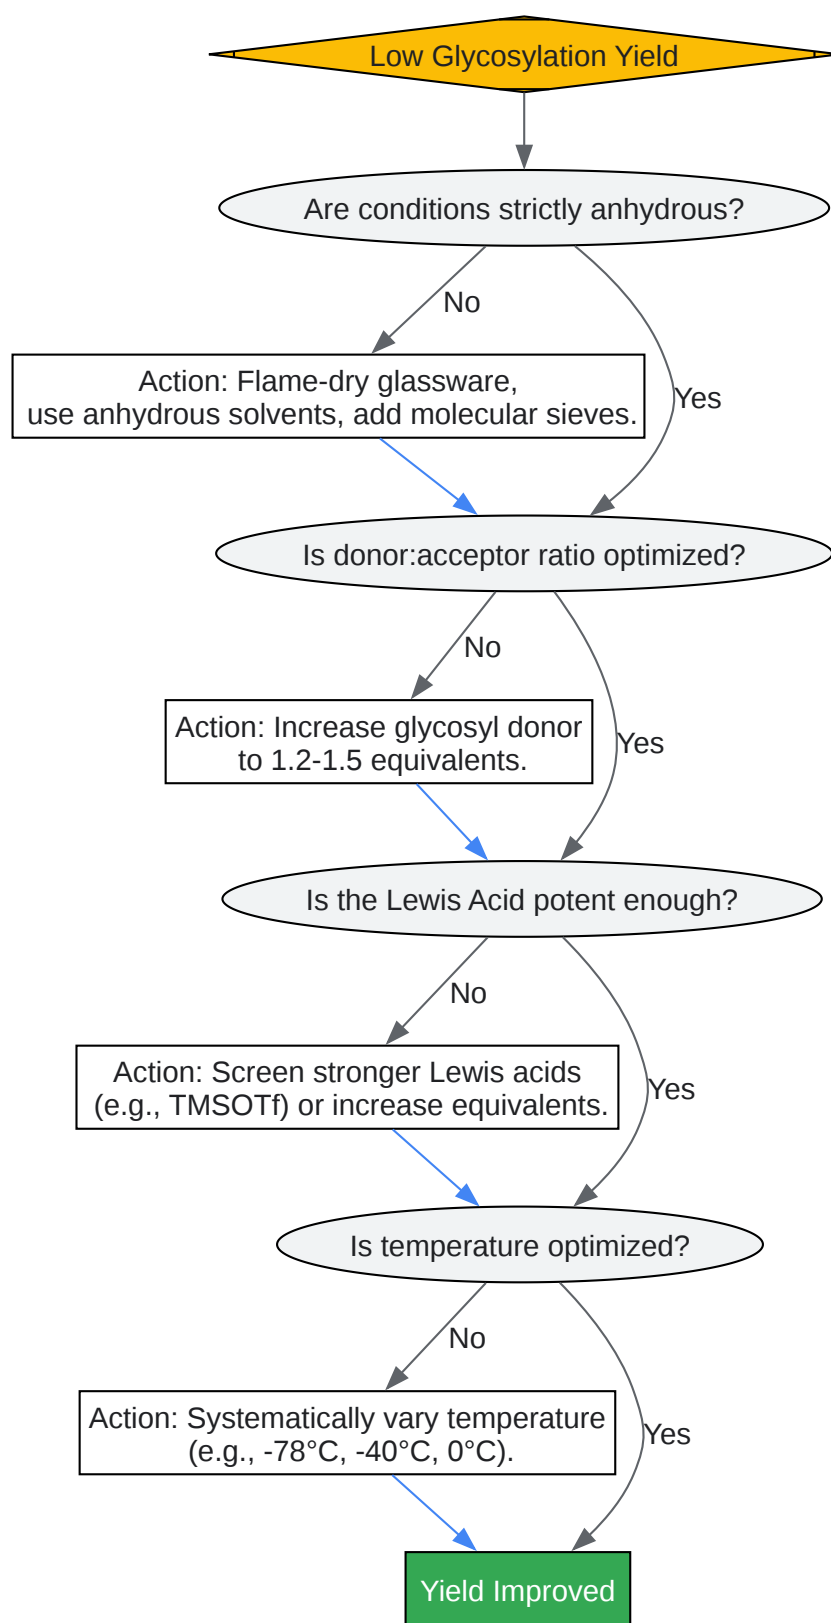 Low Glycosylation Yield
Are conditions strictly anhydrous?
No
Action: Flame-dry glassware,
use anhydrous solvents, add molecular sieves.
Yes
Is donor:acceptor ratio optimized?
No
Action: Increase glycosyl donor
to 1.2-1.5 equivalents.
Yes
Is the Lewis Acid potent enough?
No
Action: Screen stronger Lewis acids
(e.g., TMSOTf) or increase equivalents.
Yes
Is temperature optimized?
No
Action: Systematically vary temperature
(e.g., -78°C, -40°C, 0°C).
Yes
Yield Improved